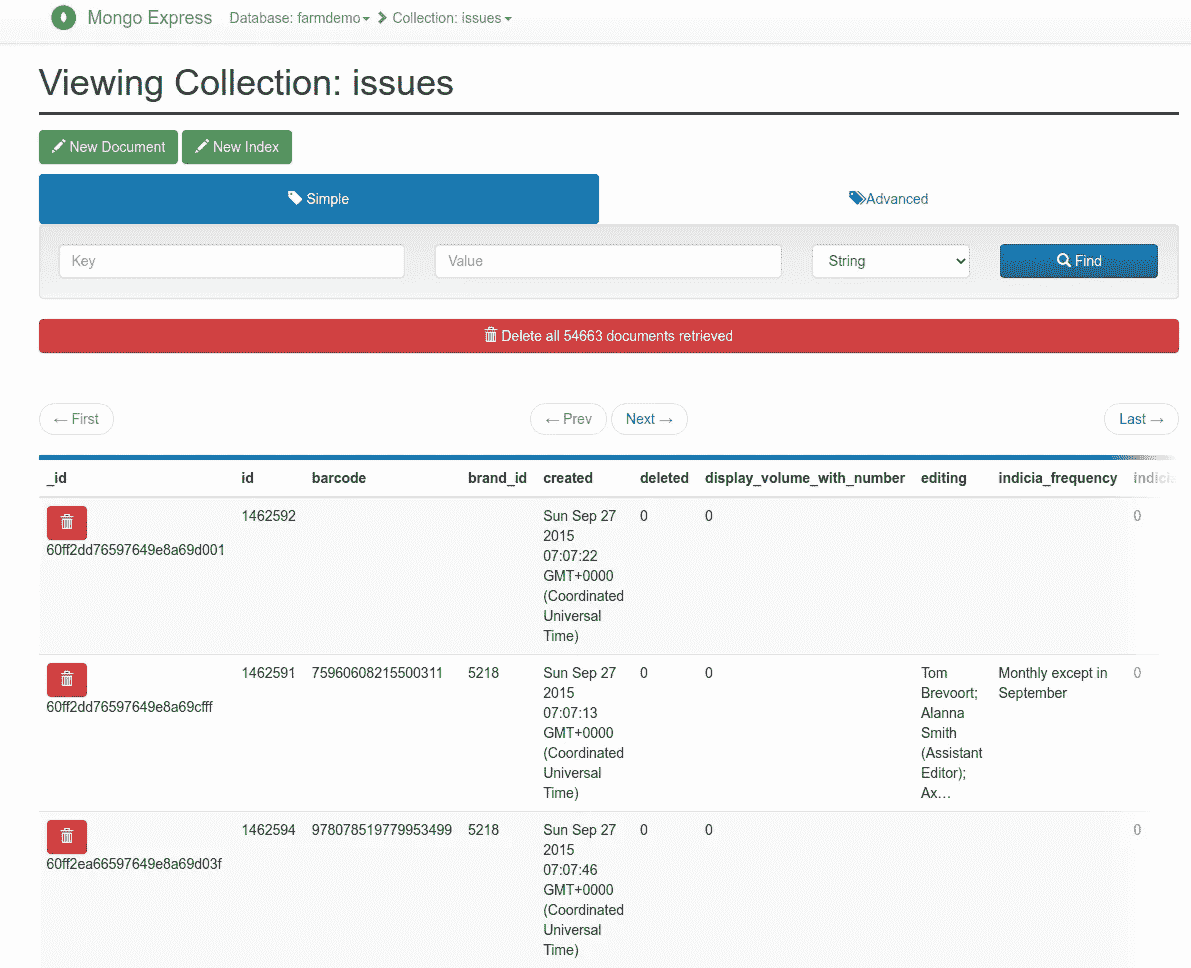 Mongo Express Database: farmdemo Collection: issues
Viewing Collection: issues
New Document New Index
Simple Advanced
Key Value String Find
Delete all 54663 documents retrieved
← First ← Prev Next → Last →
_id id barcode brand_id created deleted display_volume_with_number editing indicia_frequency
1462592 Sun Sep 27 0 0 0
2015
60ff2dd76597649e8a69d001 07:07:22
GMT+0000
(Coordinated
Universal
Time)
1462591 75960608215500311 5218 Sun Sep 27 0 0 Tom Monthly except in 0
2015 Brevoort; September
60ff2dd76597649e8a69cfff 07:07:13 Alanna
GMT+0000 Smith
(Coordinated (Assistant
Universal Editor);
Time) Ax…
1462594 978078519779953499 5218 Sun Sep 27 0 0 0
2015
60ff2ea66597649e8a69d03f 07:07:46
GMT+0000
(Coordinated
Universal
Time)